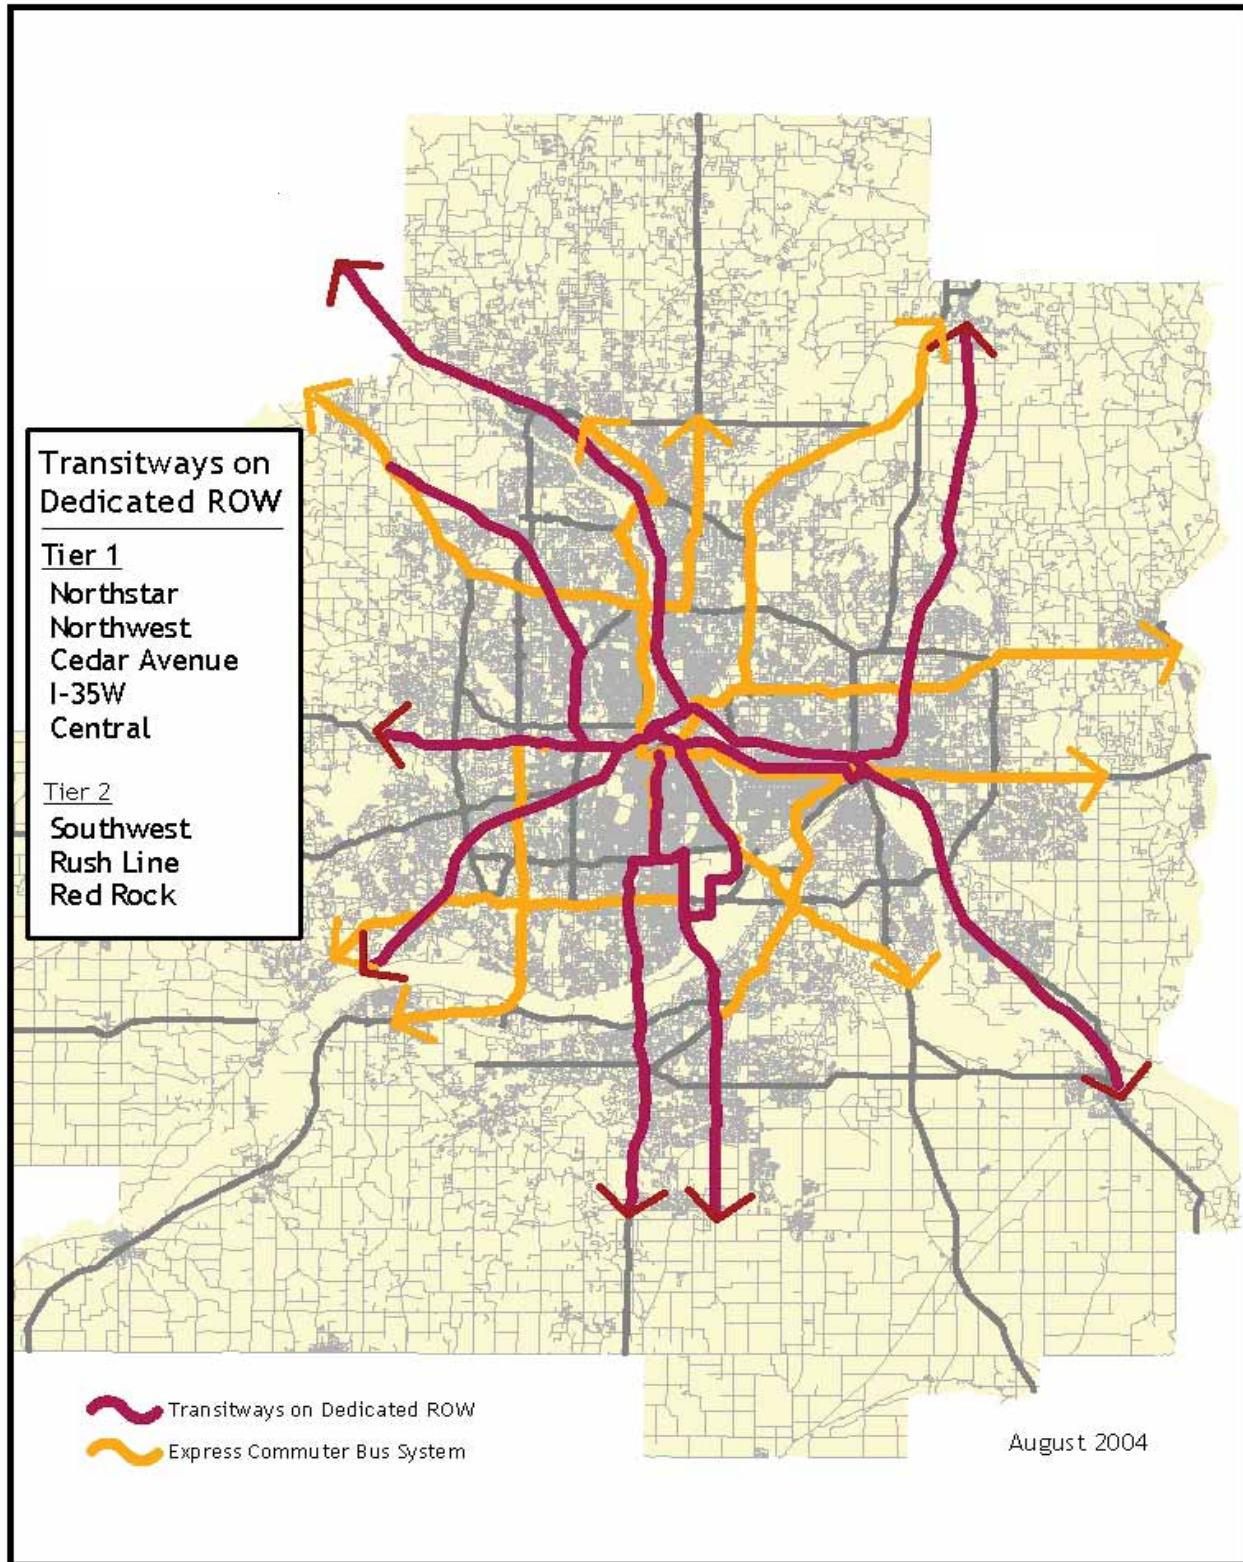 Transitways on
Dedicated ROW
Tier 1
Northstar
Northwest
Cedar Avenue
I-35W
Central
Tier 2
Southwest
Rush Line
Red Rock
Transitways on Dedicated ROW
Express Commuter Bus System
August 2004